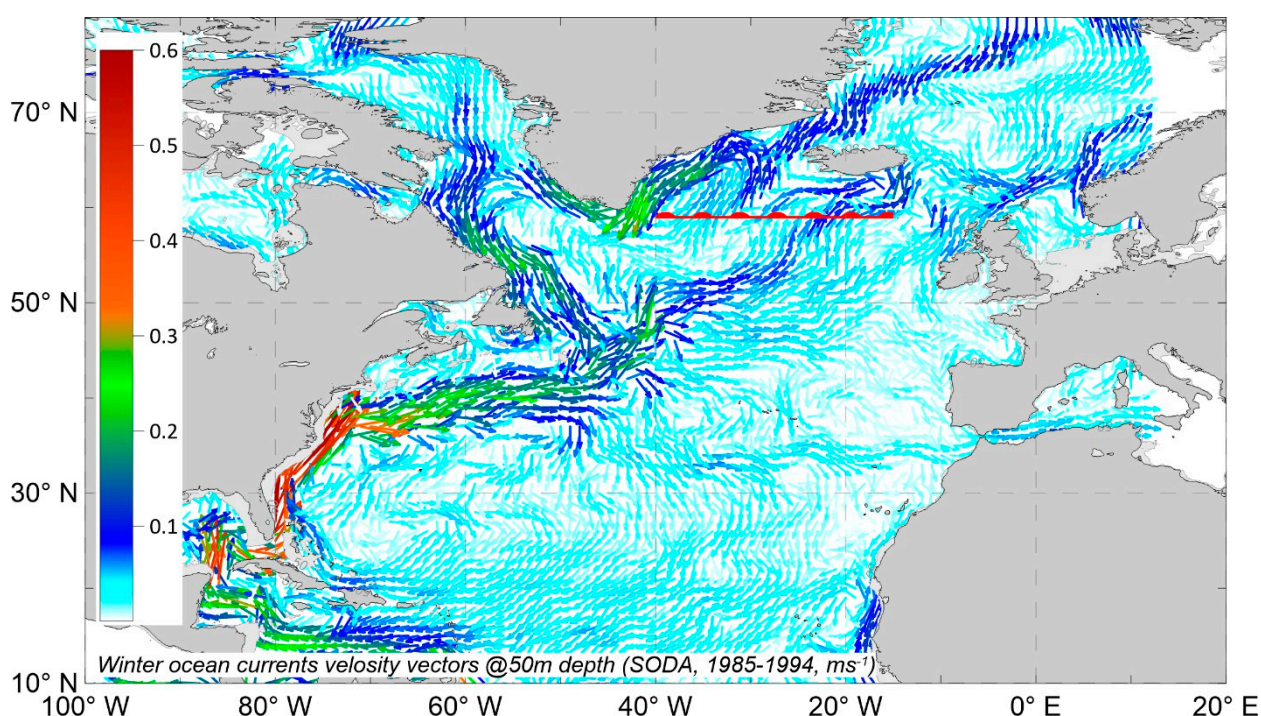 0.6
0.5
0.4
0.3
0.2
0.1
70° N
50° N
30° N
10° N
Winter ocean currents velosity vectors @50m depth (SODA, 1985-1994, ms⁻¹)
100° W 80° W 60° W 40° W 20° W 0° E 20° E